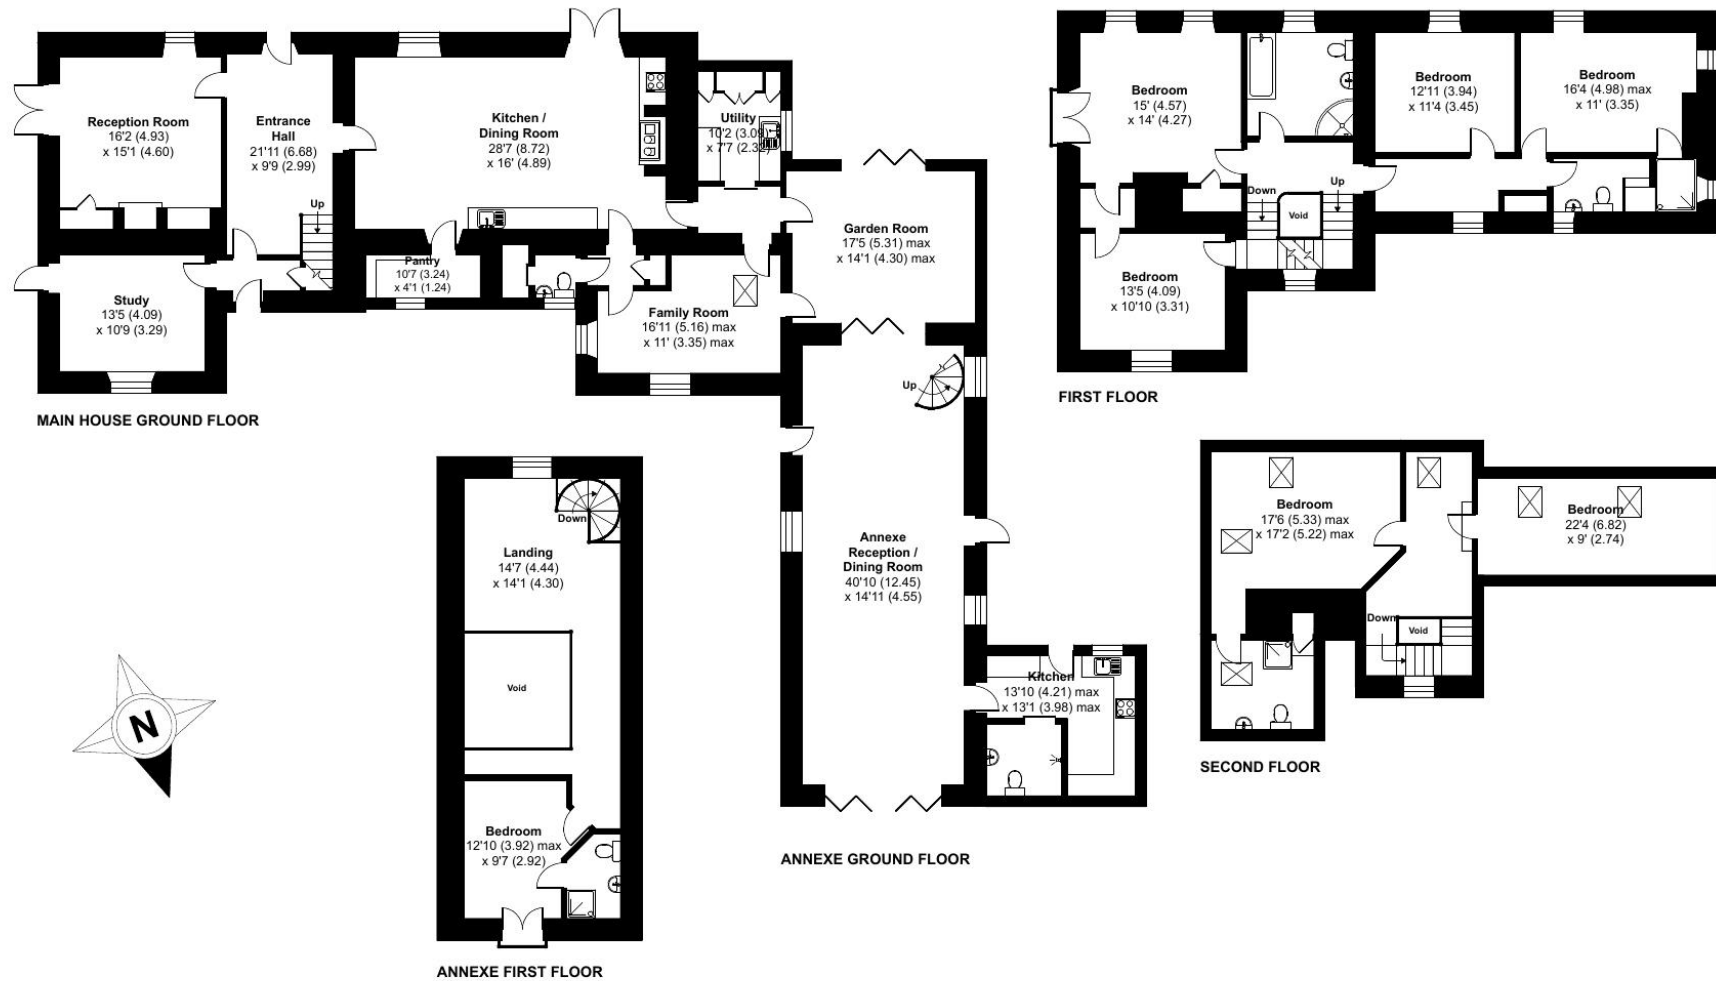 Reception Room
16'2 (4.93)
x 15'1 (4.60)
Entrance
Hall
21'11 (6.68)
x 9'9 (2.99)
Up
Kitchen /
Dining Room
28'7 (8.72)
x 16' (4.89)
Utility
10'2 (3.09)
x 7'7 (2.32)
Study
13'5 (4.09)
x 10'9 (3.29)
Pantry
10'7 (3.24)
x 4'1 (1.24)
Family Room
16'11 (5.16) max
x 11' (3.35) max
Garden Room
17'5 (5.31) max
x 14'1 (4.30) max
MAIN HOUSE GROUND FLOOR
Bedroom
15' (4.57)
x 14' (4.27)
Bedroom
12'11 (3.94)
x 11'4 (3.45)
Bedroom
16'4 (4.98) max
x 11' (3.35)
Down
Void
Up
Bedroom
13'5 (4.09)
x 10'10 (3.31)
FIRST FLOOR
Up
Annexe
Reception /
Dining Room
40'10 (12.45)
x 14'11 (4.55)
Kitchen
13'10 (4.21) max
x 13'1 (3.98) max
ANNEXE GROUND FLOOR
Down
Landing
14'7 (4.44)
x 14'1 (4.30)
Void
Bedroom
12'10 (3.92) max
x 9'7 (2.92)
ANNEXE FIRST FLOOR
Bedroom
17'6 (5.33) max
x 17'2 (5.22) max
Bedroom
22'4 (6.82)
x 9' (2.74)
Down
Void
SECOND FLOOR
N